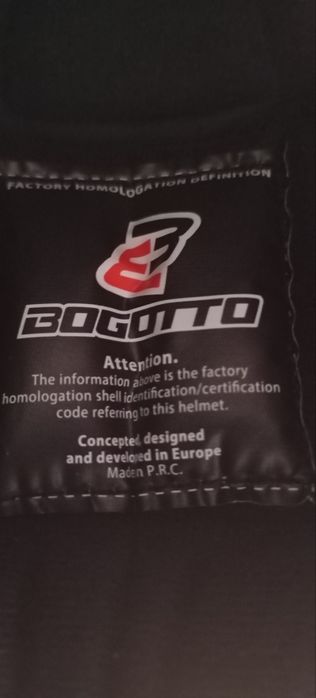 FACTORY HOMOLOGATION DEFINITION
BOGOTTO
Attention.
The information above is the factory
homologation shell identification/certification
code referring to this helmet.
Concepted, designed
and developed in Europe
Made in P.R.C.